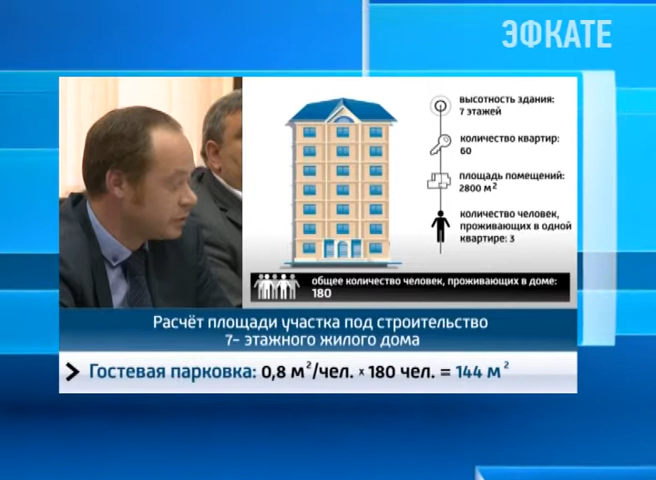 ЭФКАТЕ
высотность здания:
7 этажей
количество квартир:
60
площадь помещений:
2800 м²
количество человек,
проживающих в одной
квартире: 3
общее количество человек, проживающих в доме:
180
Расчёт площади участка под строительство
7- этажного жилого дома
Гостевая парковка: 0,8 м²/чел. x 180 чел. = 144 м²